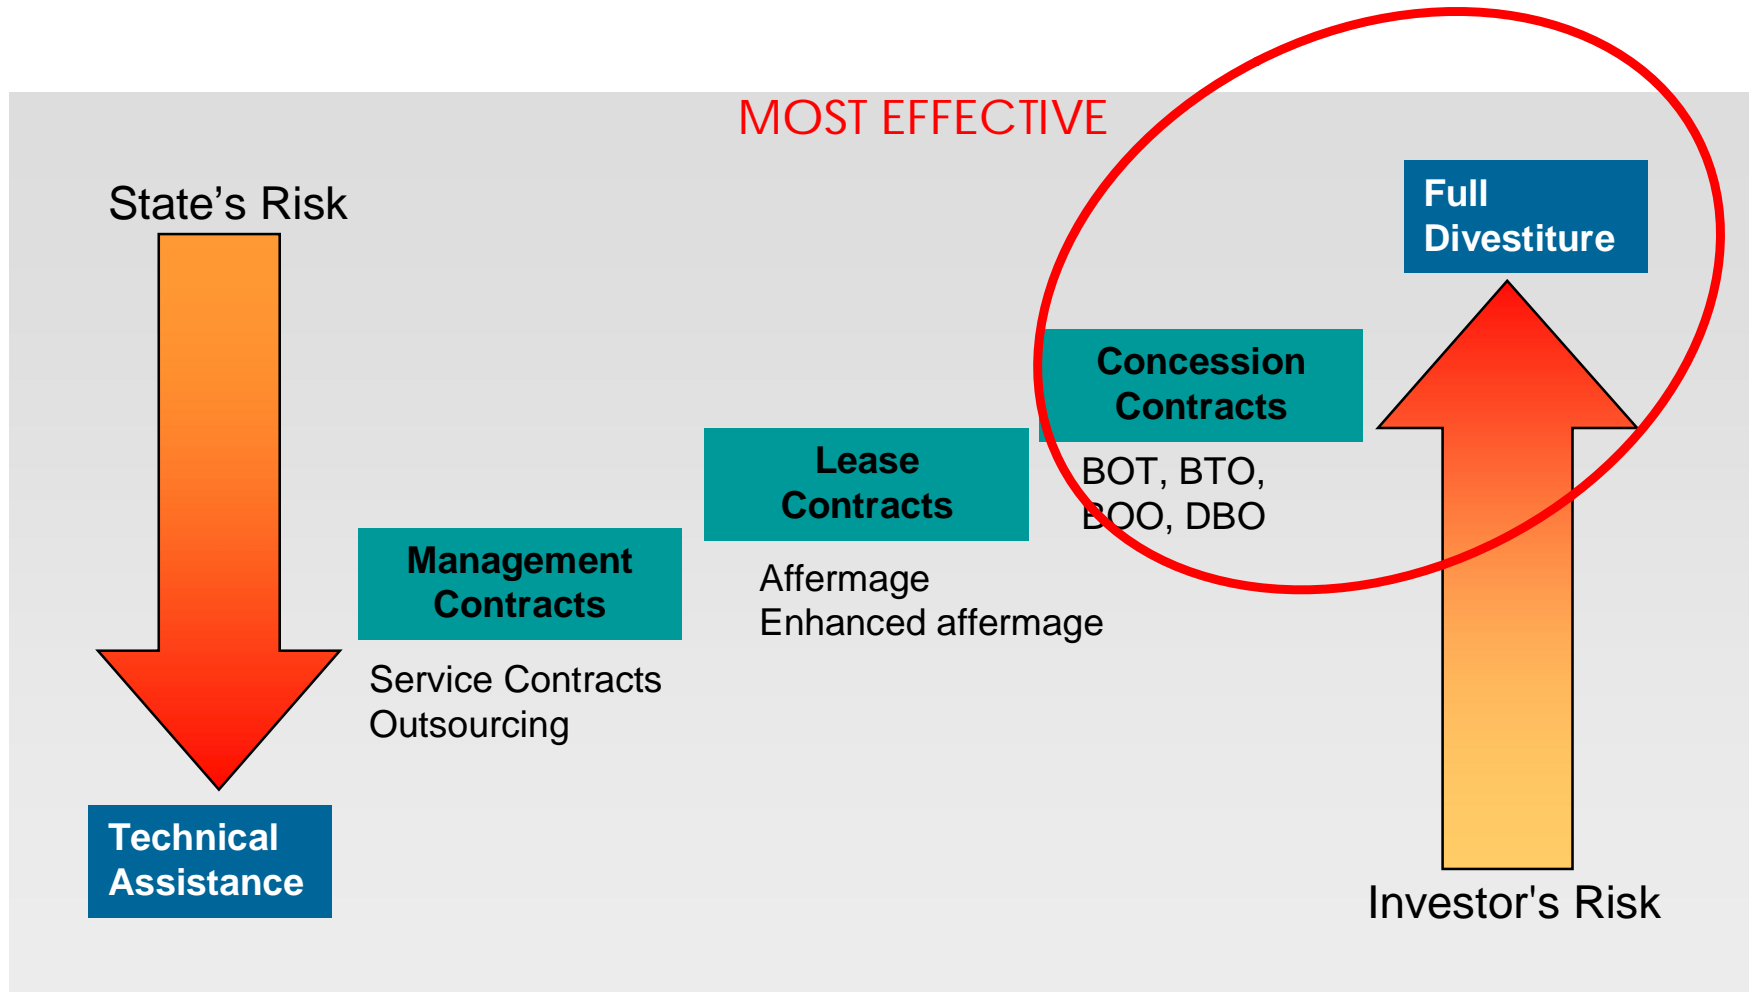 MOST EFFECTIVE
State’s Risk
Full
Divestiture
Concession
Contracts
BOT, BTO,
BOO, DBO
Lease
Contracts
Affermage
Enhanced affermage
Management
Contracts
Service Contracts
Outsourcing
Technical
Assistance
Investor's Risk